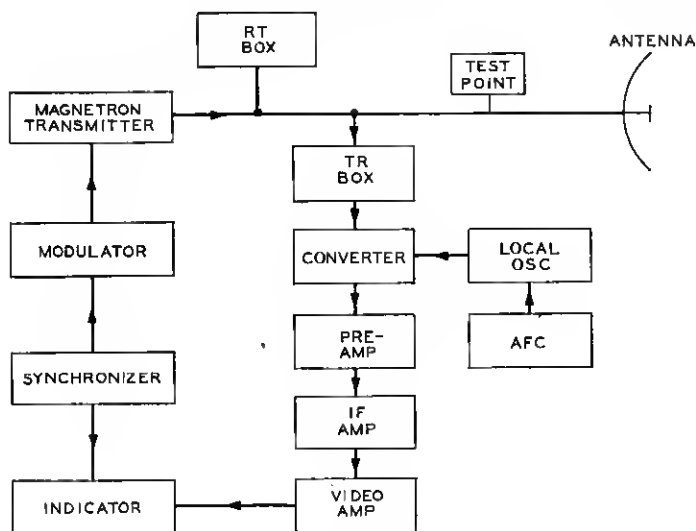 RT
BOX
ANTENNA
TEST
POINT
MAGNETRON
TRANSMITTER
TR
BOX
MODULATOR
CONVERTER
LOCAL
OSC
PRE-
AMP
AFC
SYNCHRONIZER
IF
AMP
INDICATOR
VIDEO
AMP